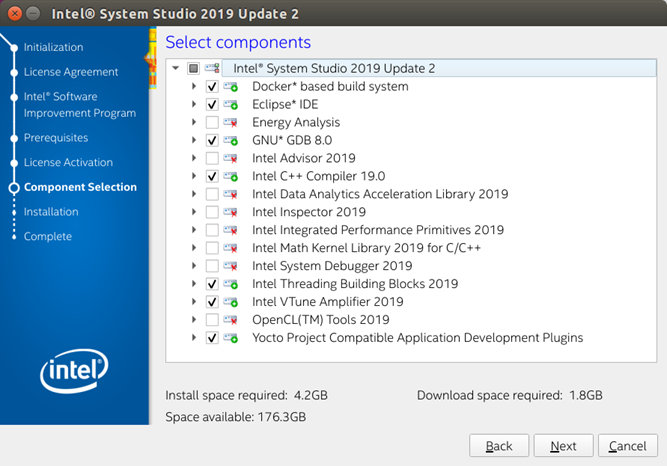 Intel® System Studio 2019 Update 2
Initialization
License Agreement
Intel® Software
Improvement Program
Prerequisites
License Activation
Component Selection
Installation
Complete
intel®
Select components
Intel® System Studio 2019 Update 2
Docker* based build system
Eclipse* IDE
Energy Analysis
GNU* GDB 8.0
Intel Advisor 2019
Intel C++ Compiler 19.0
Intel Data Analytics Acceleration Library 2019
Intel Inspector 2019
Intel Integrated Performance Primitives 2019
Intel Math Kernel Library 2019 for C/C++
Intel System Debugger 2019
Intel Threading Building Blocks 2019
Intel VTune Amplifier 2019
OpenCL(TM) Tools 2019
Yocto Project Compatible Application Development Plugins
Install space required: 4.2GB
Download space required: 1.8GB
Space available: 176.3GB
Back
Next
Cancel